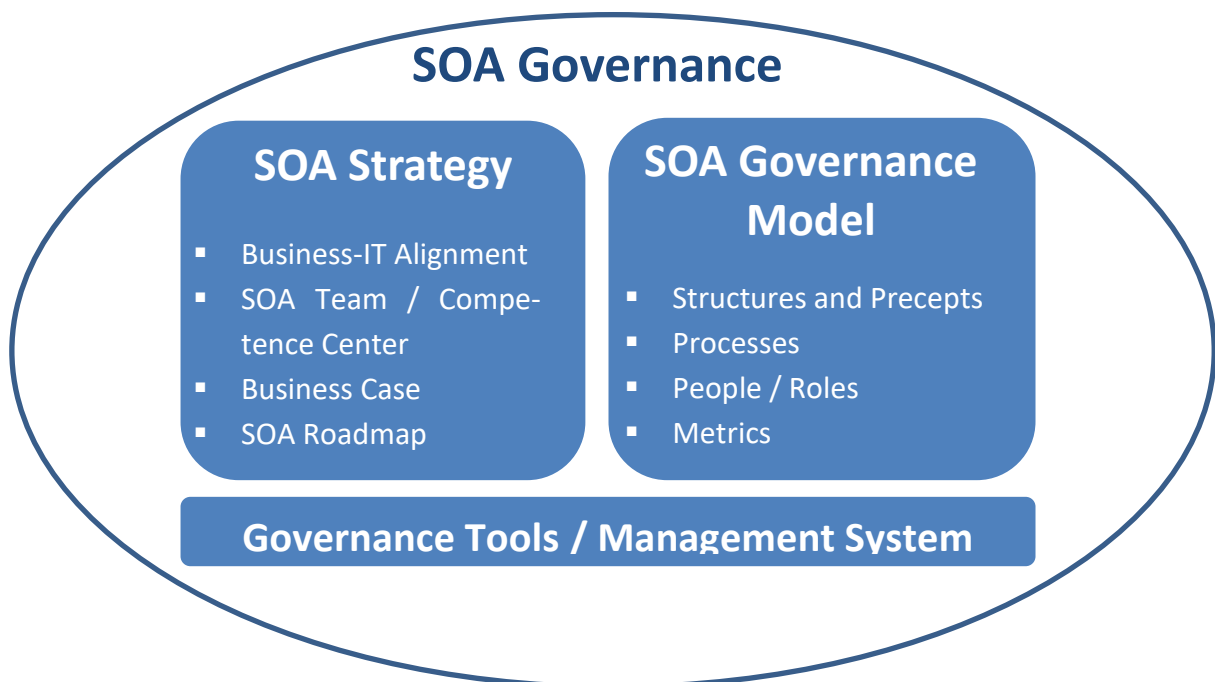 SOA Governance
SOA Strategy
▪ Business-IT Alignment
▪ SOA Team / Compe-
tence Center
▪ Business Case
▪ SOA Roadmap
SOA Governance
Model
▪ Structures and Precepts
▪ Processes
▪ People / Roles
▪ Metrics
Governance Tools / Management System